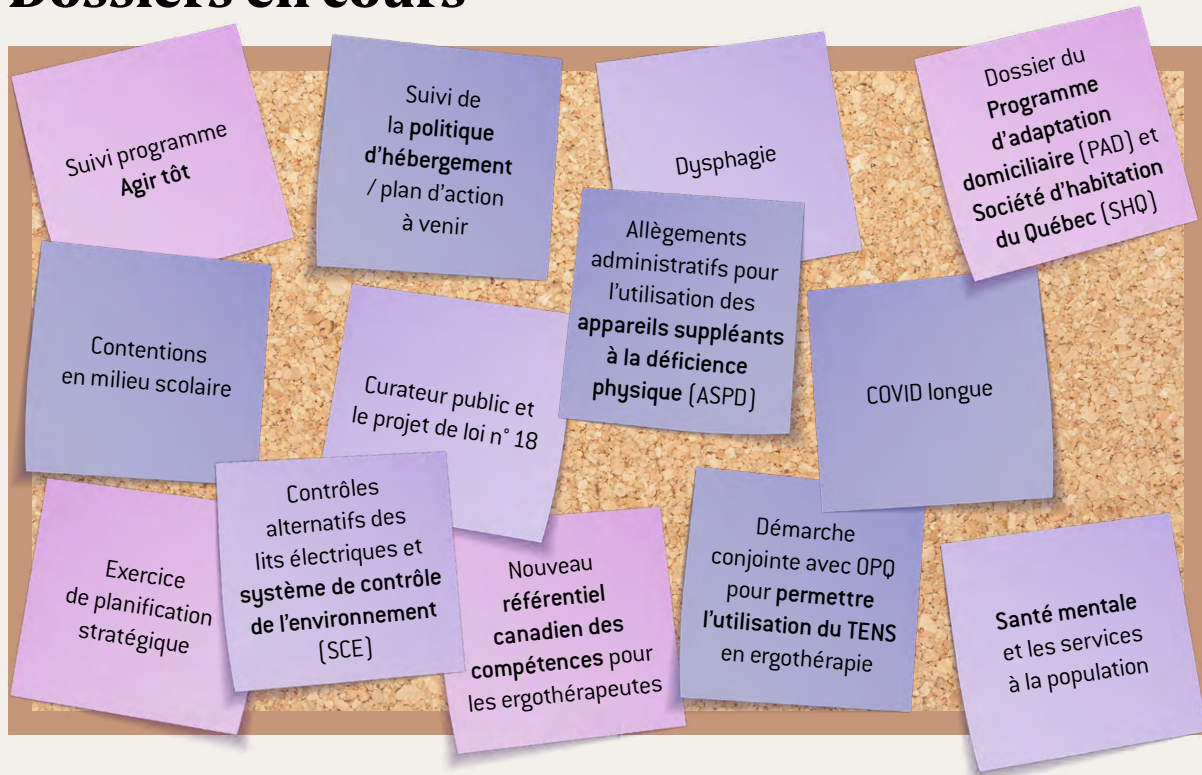 Dossiers en cours
Suivi programme
Agir tôt
Suivi de
la politique
d'hébergement
/ plan d'action
à venir
Dysphagie
Dossier du
Programme
d'adaptation
domiciliaire (PAD) et
Société d'habitation
du Québec (SHQ)
Contentions
en milieu scolaire
Curateur public et
le projet de loi n° 18
Allègements
administratifs pour
l'utilisation des
appareils suppléants
à la déficience
physique (ASPD)
COVID longue
Exercice
de planification
stratégique
Contrôles
alternatifs des
lits électriques et
système de contrôle
de l'environnement
(SCE)
Nouveau
référentiel
canadien des
compétences pour
les ergothérapeutes
Démarche
conjointe avec OPQ
pour permettre
l'utilisation du TENS
en ergothérapie
Santé mentale
et les services
à la population